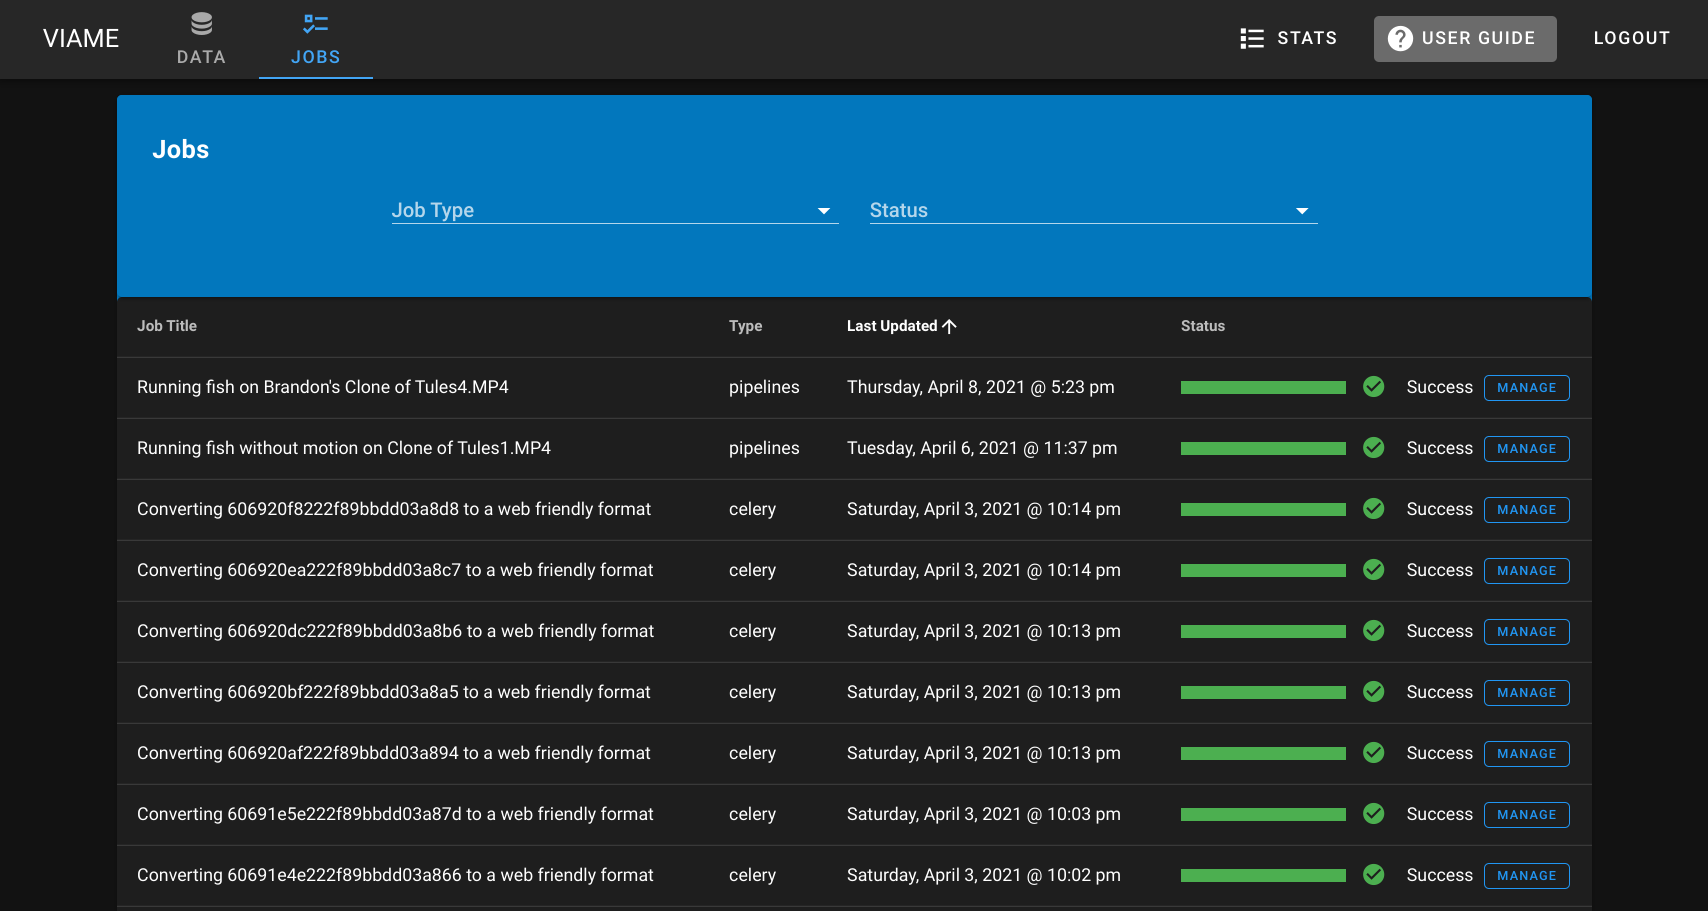 VIAME DATA JOBS STATS USER GUIDE LOGOUT
Jobs
Job Type Status
Job Title Type Last Updated Status
Running fish on Brandon's Clone of Tules4.MP4 pipelines Thursday, April 8, 2021 @ 5:23 pm Success MANAGE
Running fish without motion on Clone of Tules1.MP4 pipelines Tuesday, April 6, 2021 @ 11:37 pm Success MANAGE
Converting 606920f8222f89bbdd03a8d8 to a web friendly format celery Saturday, April 3, 2021 @ 10:14 pm Success MANAGE
Converting 606920ea222f89bbdd03a8c7 to a web friendly format celery Saturday, April 3, 2021 @ 10:14 pm Success MANAGE
Converting 606920dc222f89bbdd03a8b6 to a web friendly format celery Saturday, April 3, 2021 @ 10:13 pm Success MANAGE
Converting 606920bf222f89bbdd03a8a5 to a web friendly format celery Saturday, April 3, 2021 @ 10:13 pm Success MANAGE
Converting 606920af222f89bbdd03a894 to a web friendly format celery Saturday, April 3, 2021 @ 10:13 pm Success MANAGE
Converting 60691e5e222f89bbdd03a87d to a web friendly format celery Saturday, April 3, 2021 @ 10:03 pm Success MANAGE
Converting 60691e4e222f89bbdd03a866 to a web friendly format celery Saturday, April 3, 2021 @ 10:02 pm Success MANAGE